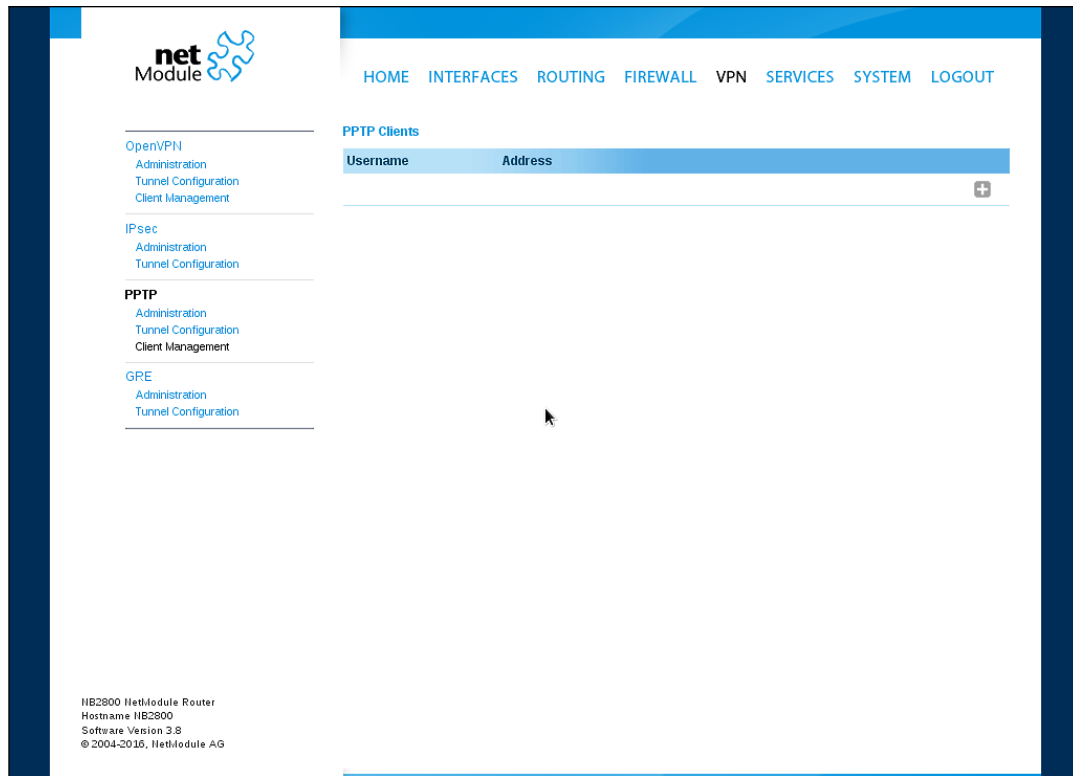 net
Module
HOME INTERFACES ROUTING FIREWALL VPN SERVICES SYSTEM LOGOUT
OpenVPN
Administration
Tunnel Configuration
Client Management
IPsec
Administration
Tunnel Configuration
PPTP
Administration
Tunnel Configuration
Client Management
GRE
Administration
Tunnel Configuration
PPTP Clients
Username Address
NB2800 NetModule Router
Hostname NB2800
Software Version 3.8
© 2004-2016, NetModule AG